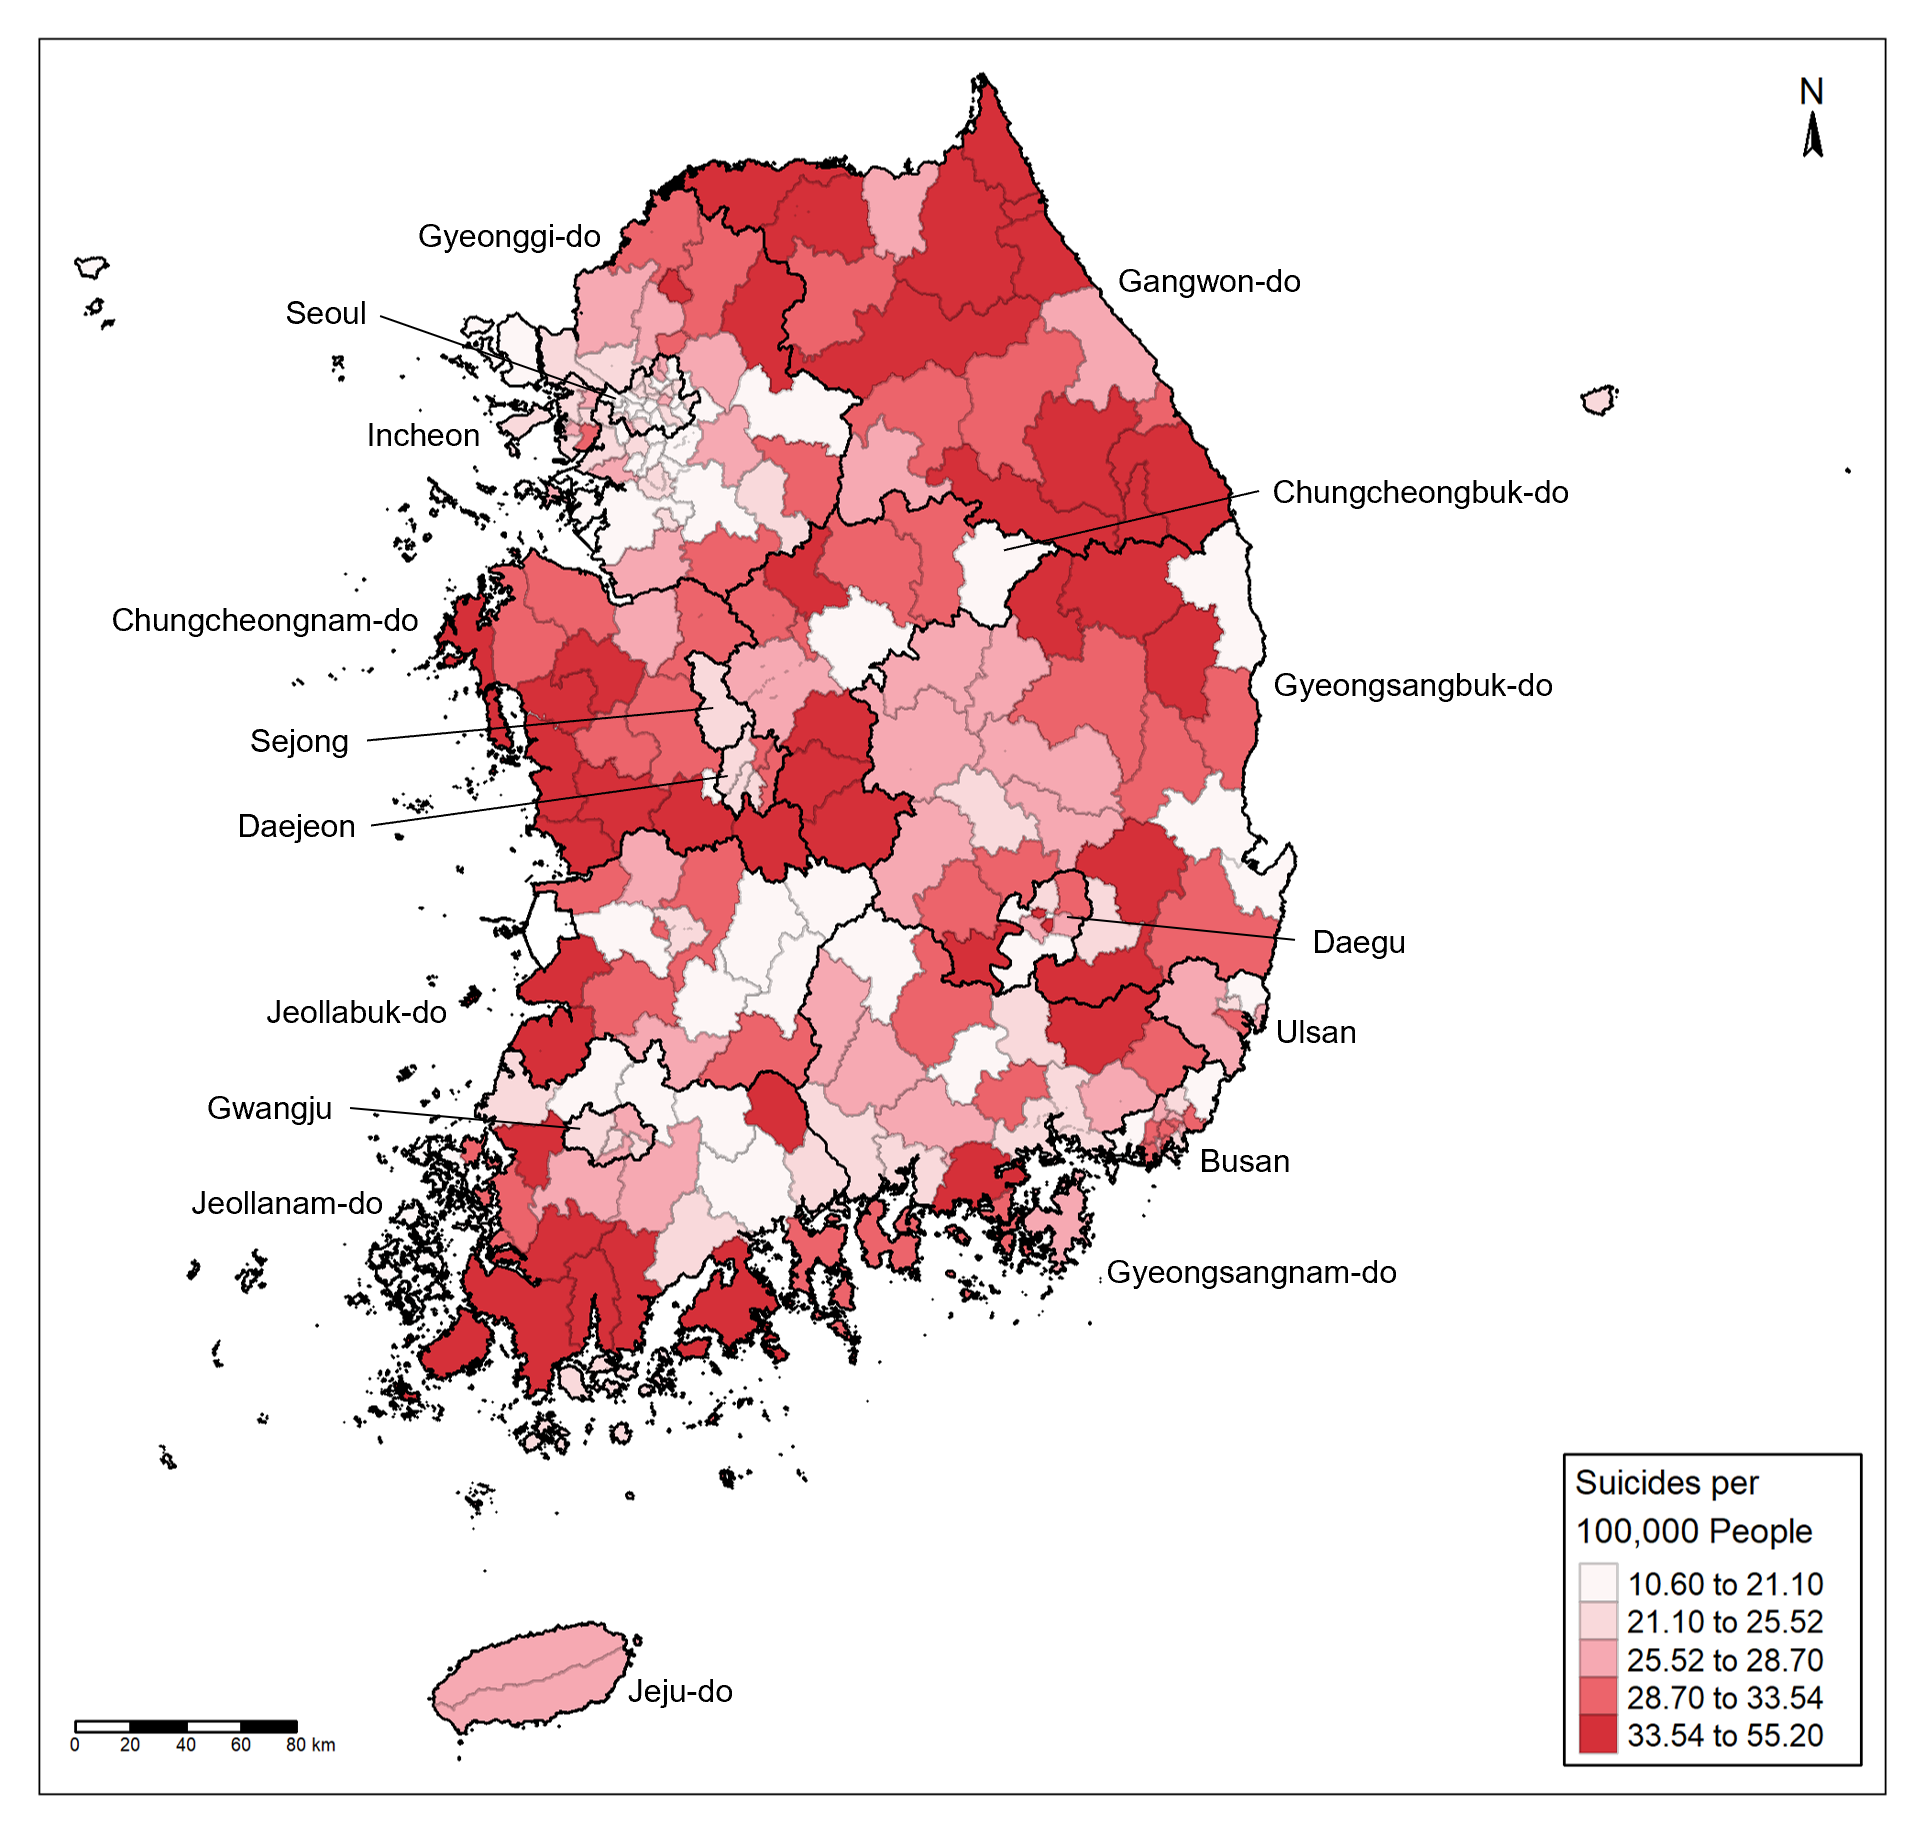 N
Gyeonggi-do
Gangwon-do
Seoul
Incheon
Chungcheongbuk-do
Chungcheongnam-do
Gyeongsangbuk-do
Sejong
Daejeon
Daegu
Jeollabuk-do
Ulsan
Gwangju
Busan
Jeollanam-do
Gyeongsangnam-do
Jeju-do
0 20 40 60 80 km
Suicides per
100,000 People
10.60 to 21.10
21.10 to 25.52
25.52 to 28.70
28.70 to 33.54
33.54 to 55.20